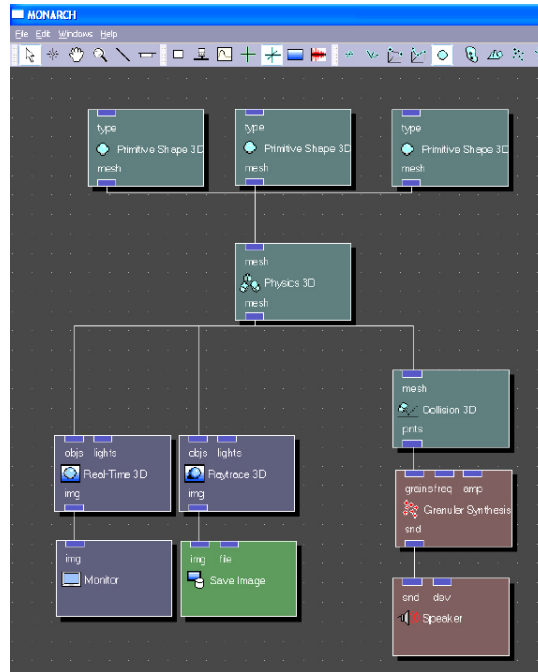 MONARCH
File Edit Windows Help
type
Primitive Shape 3D
mesh
type
Primitive Shape 3D
mesh
type
Primitive Shape 3D
mesh
mesh
Physics 3D
mesh
mesh
Collision 3D
pnts
objs lights
Real-Time 3D
img
objs lights
Raytrace 3D
img
grains freq amp
Granuler Synthesis
snd
img
Monitor
img file
Save Image
snd dev
Speaker